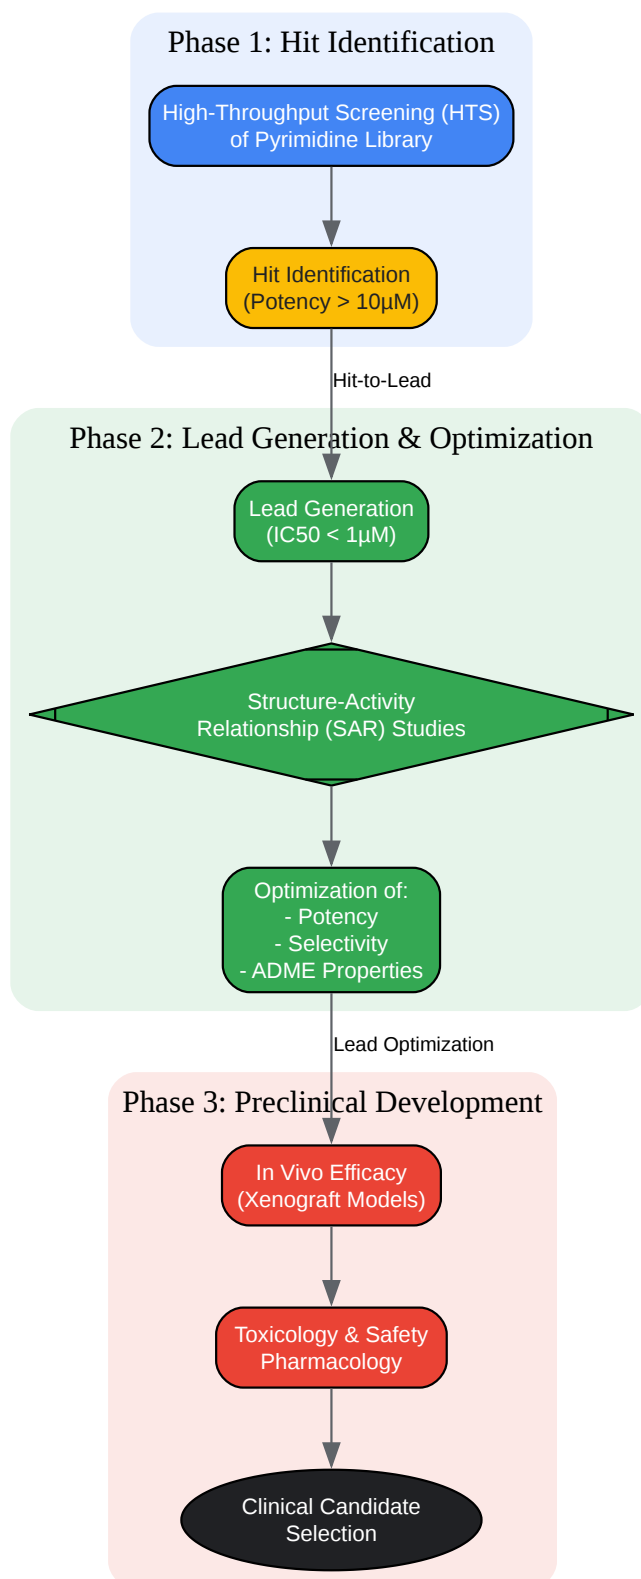 Phase 1: Hit Identification
High-Throughput Screening (HTS)
of Pyrimidine Library
Hit Identification
(Potency > 10µM)
Hit-to-Lead
Phase 2: Lead Generation & Optimization
Lead Generation
(IC50 < 1µM)
Structure-Activity
Relationship (SAR) Studies
Optimization of:
- Potency
- Selectivity
- ADME Properties
Lead Optimization
Phase 3: Preclinical Development
In Vivo Efficacy
(Xenograft Models)
Toxicology & Safety
Pharmacology
Clinical Candidate
Selection